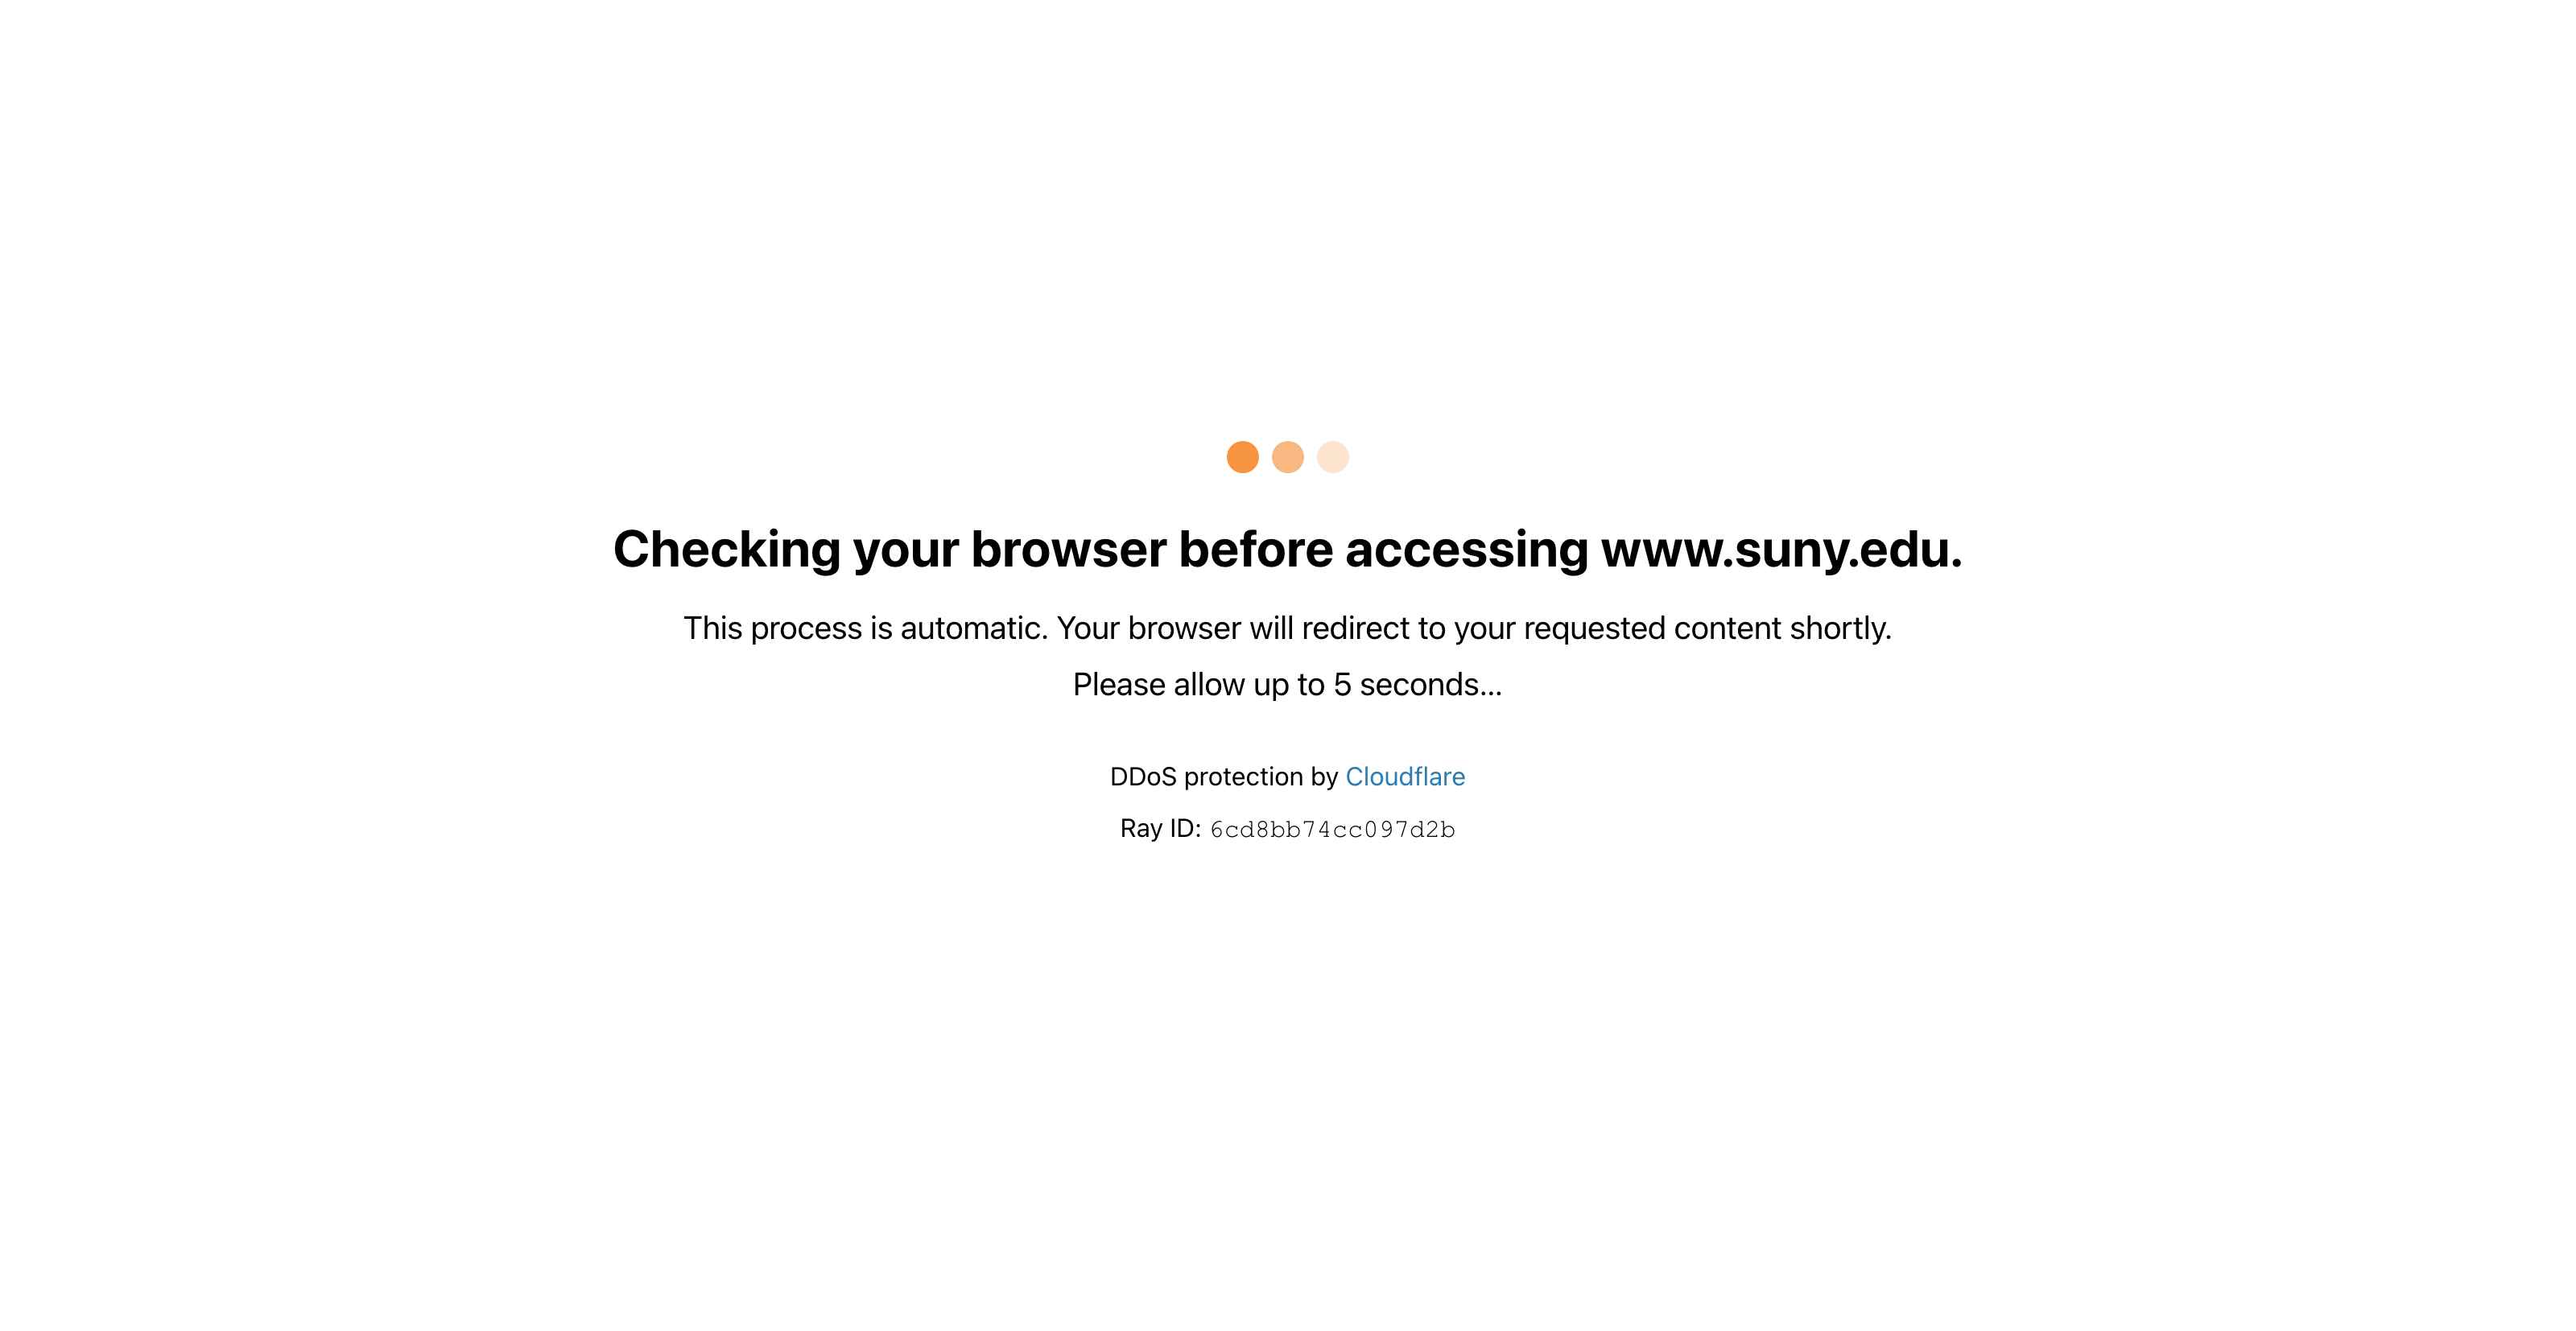 Checking your browser before accessing www.suny.edu.
This process is automatic. Your browser will redirect to your requested content shortly.
Please allow up to 5 seconds...
DDoS protection by Cloudflare
Ray ID: 6cd8bb74cc097d2b